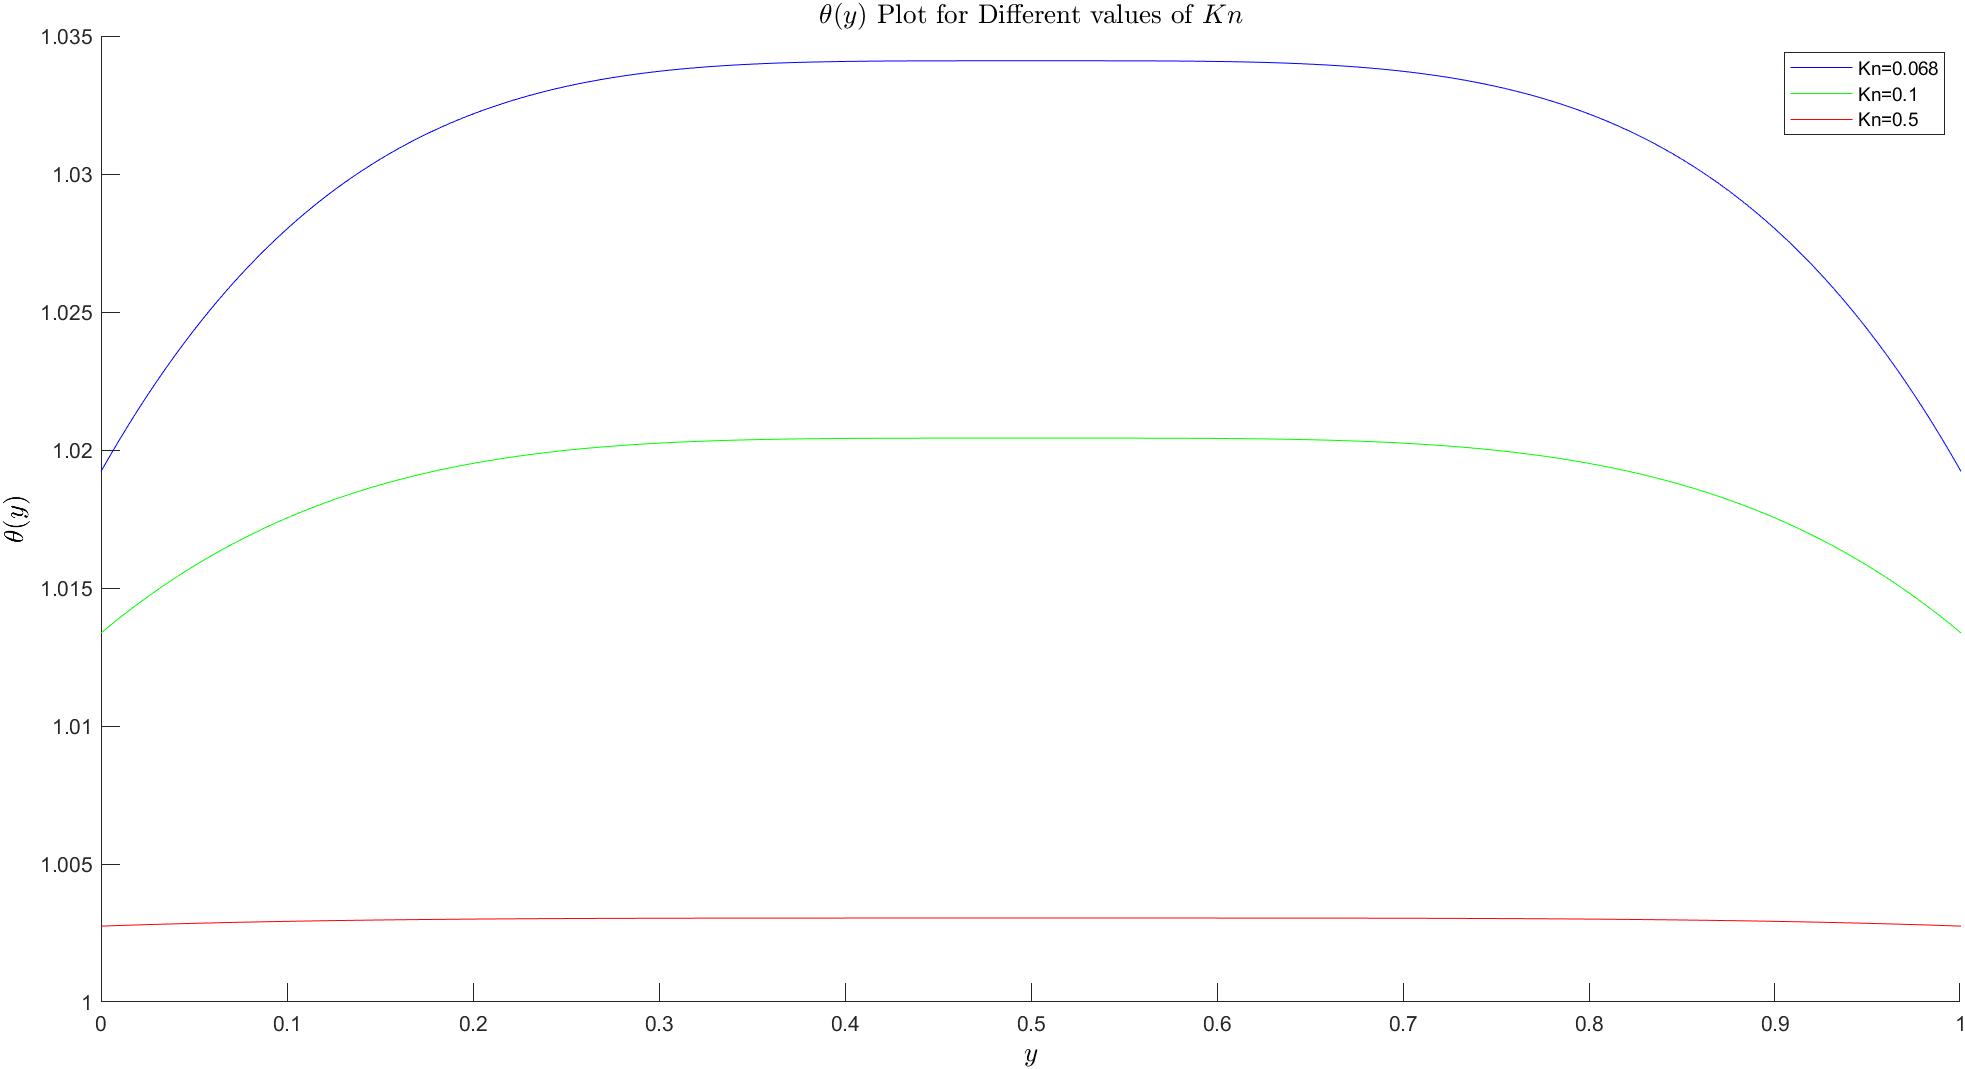 θ(y) Plot for Different values of Kn
1.035
1.03
1.025
1.02
1.015
1.01
1.005
1
θ(y)
Kn=0.068
Kn=0.1
Kn=0.5
0 0.1 0.2 0.3 0.4 0.5 0.6 0.7 0.8 0.9 1
y